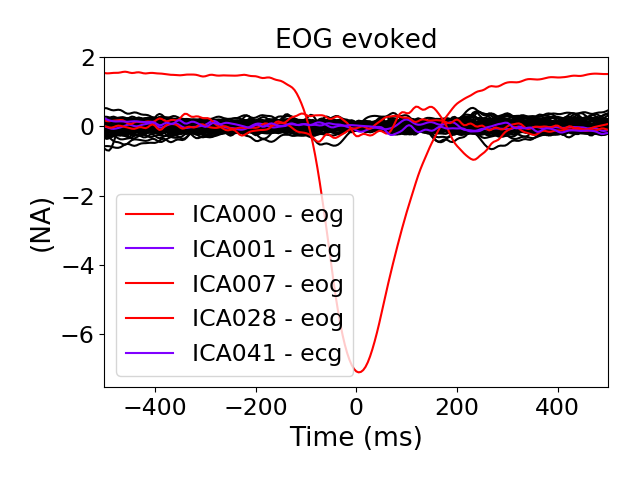 EOG evoked
2
0
−2
−4
−6
(NA)
ICA000 - eog
ICA001 - ecg
ICA007 - eog
ICA028 - eog
ICA041 - ecg
−400 −200 0 200 400
Time (ms)